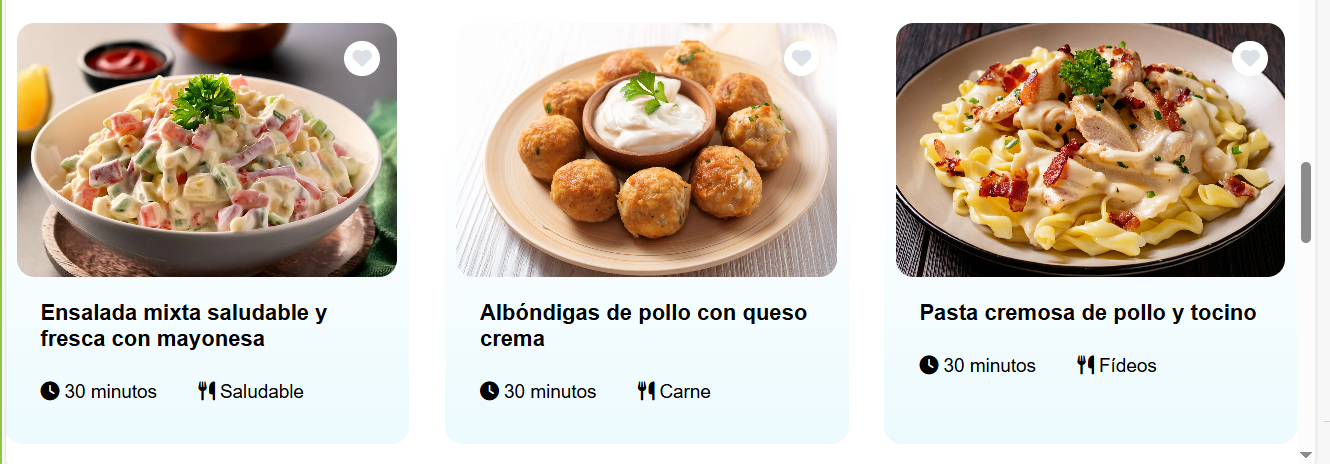 Ensalada mixta saludable y
fresca con mayonesa
30 minutos Saludable
Albóndigas de pollo con queso
crema
30 minutos Carne
Pasta cremosa de pollo y tocino
30 minutos Fídeos